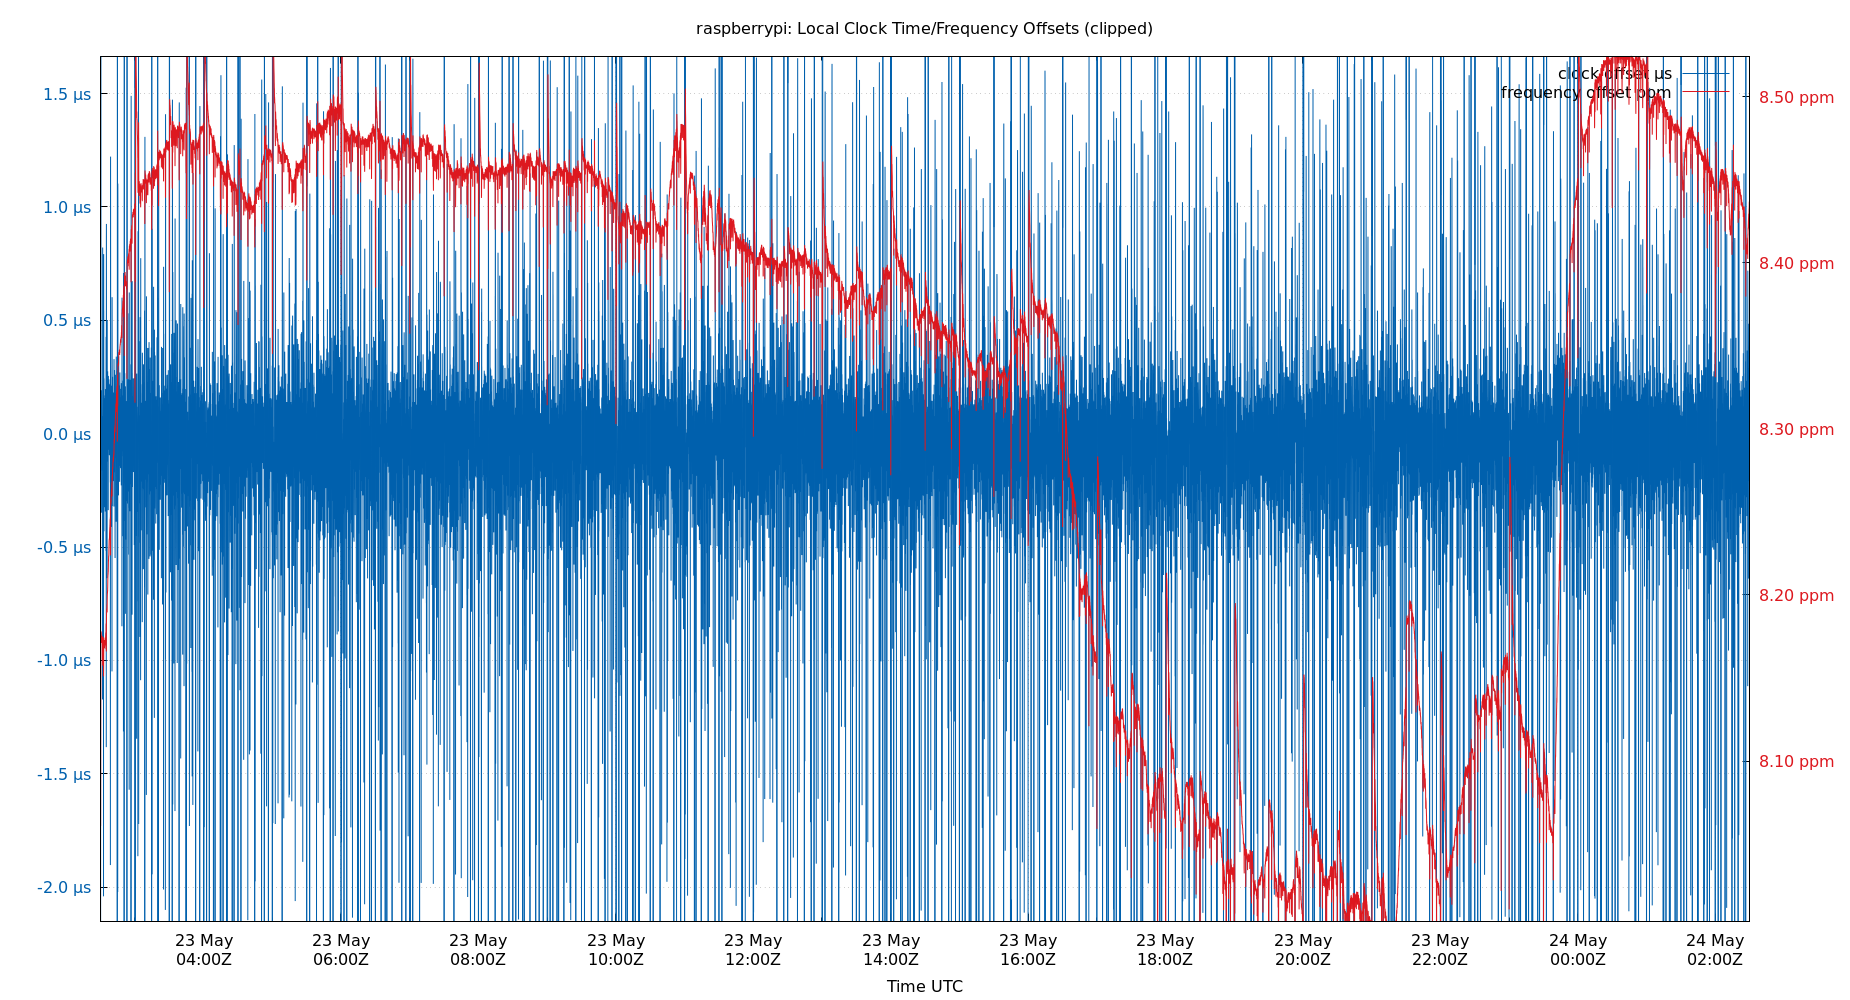 raspberrypi: Local Clock Time/Frequency Offsets (clipped)
clock offset µs
frequency offset ppm
1.5 µs
1.0 µs
0.5 µs
0.0 µs
-0.5 µs
-1.0 µs
-1.5 µs
-2.0 µs
8.50 ppm
8.40 ppm
8.30 ppm
8.20 ppm
8.10 ppm
23 May
04:00Z
23 May
06:00Z
23 May
08:00Z
23 May
10:00Z
23 May
12:00Z
23 May
14:00Z
23 May
16:00Z
23 May
18:00Z
23 May
20:00Z
23 May
22:00Z
24 May
00:00Z
24 May
02:00Z
Time UTC